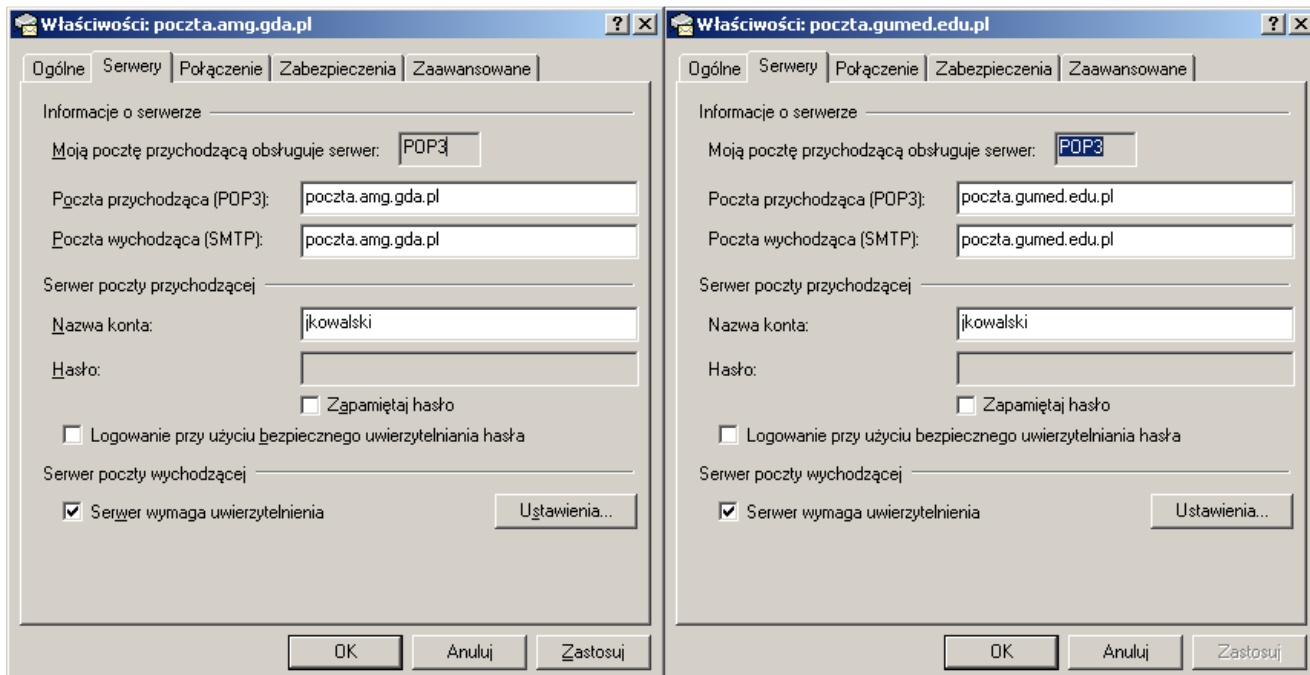 Właściwości: poczta.amg.gda.pl
Ogólne Serwery Połączenie Zabezpieczenia Zaawansowane
Informacje o serwerze
Moją pocztę przychodzącą obsługuje serwer: POP3
Poczta przychodząca (POP3): poczta.amg.gda.pl
Poczta wychodząca (SMTP): poczta.amg.gda.pl
Serwer poczty przychodzącej
Nazwa konta: jkowalski
Hasło:
Zapamiętaj hasło
Logowanie przy użyciu bezpiecznego uwierzytelniania hasła
Serwer poczty wychodzącej
Serwer wymaga uwierzytelnienia Ustawienia...
OK Anuluj Zastosuj
Właściwości: poczta.gumed.edu.pl
Ogólne Serwery Połączenie Zabezpieczenia Zaawansowane
Informacje o serwerze
Moją pocztę przychodzącą obsługuje serwer: POP3
Poczta przychodząca (POP3): poczta.gumed.edu.pl
Poczta wychodząca (SMTP): poczta.gumed.edu.pl
Serwer poczty przychodzącej
Nazwa konta: jkowalski
Hasło:
Zapamiętaj hasło
Logowanie przy użyciu bezpiecznego uwierzytelniania hasła
Serwer poczty wychodzącej
Serwer wymaga uwierzytelnienia Ustawienia...
OK Anuluj Zastosuj